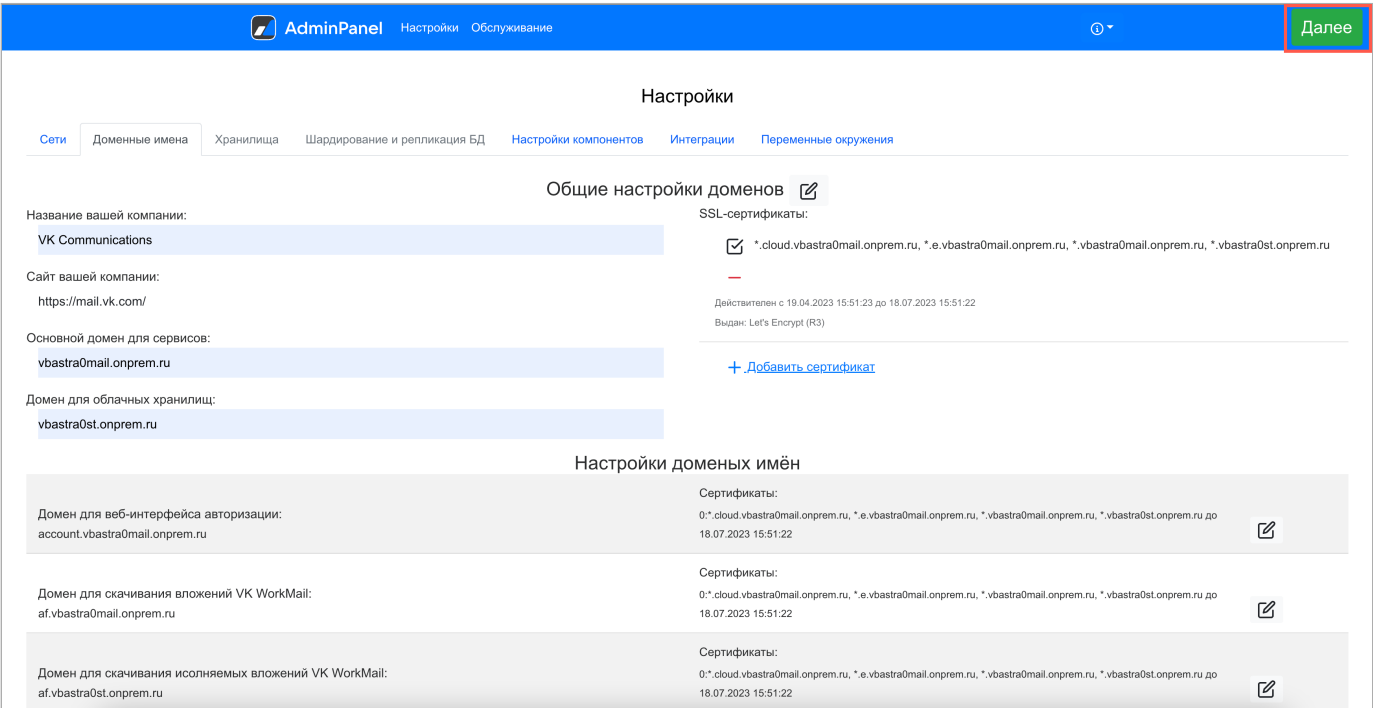 AdminPanel Настройки Обслуживание Далее
Настройки
Сети Доменные имена Хранилища Шардирование и репликация БД Настройки компонентов Интеграции Переменные окружения
Общие настройки доменов
Название вашей компании:
VK Communications
Сайт вашей компании:
https://mail.vk.com/
Основной домен для сервисов:
vbastra0mail.onprem.ru
Домен для облачных хранилищ:
vbastra0st.onprem.ru
SSL-сертификаты:
*.cloud.vbastra0mail.onprem.ru, *.e.vbastra0mail.onprem.ru, *.vbastra0mail.onprem.ru, *.vbastra0st.onprem.ru
Действителен с 19.04.2023 15:51:23 до 18.07.2023 15:51:22
Выдан: Let's Encrypt (R3)
+ Добавить сертификат
Настройки доменых имён
Домен для веб-интерфейса авторизации:
account.vbastra0mail.onprem.ru
Сертификаты:
0:*.cloud.vbastra0mail.onprem.ru, *.e.vbastra0mail.onprem.ru, *.vbastra0mail.onprem.ru, *.vbastra0st.onprem.ru до
18.07.2023 15:51:22
Домен для скачивания вложений VK WorkMail:
af.vbastra0mail.onprem.ru
Сертификаты:
0:*.cloud.vbastra0mail.onprem.ru, *.e.vbastra0mail.onprem.ru, *.vbastra0mail.onprem.ru, *.vbastra0st.onprem.ru до
18.07.2023 15:51:22
Домен для скачивания исолняемых вложений VK WorkMail:
af.vbastra0st.onprem.ru
Сертификаты:
0:*.cloud.vbastra0mail.onprem.ru, *.e.vbastra0mail.onprem.ru, *.vbastra0mail.onprem.ru, *.vbastra0st.onprem.ru до
18.07.2023 15:51:22